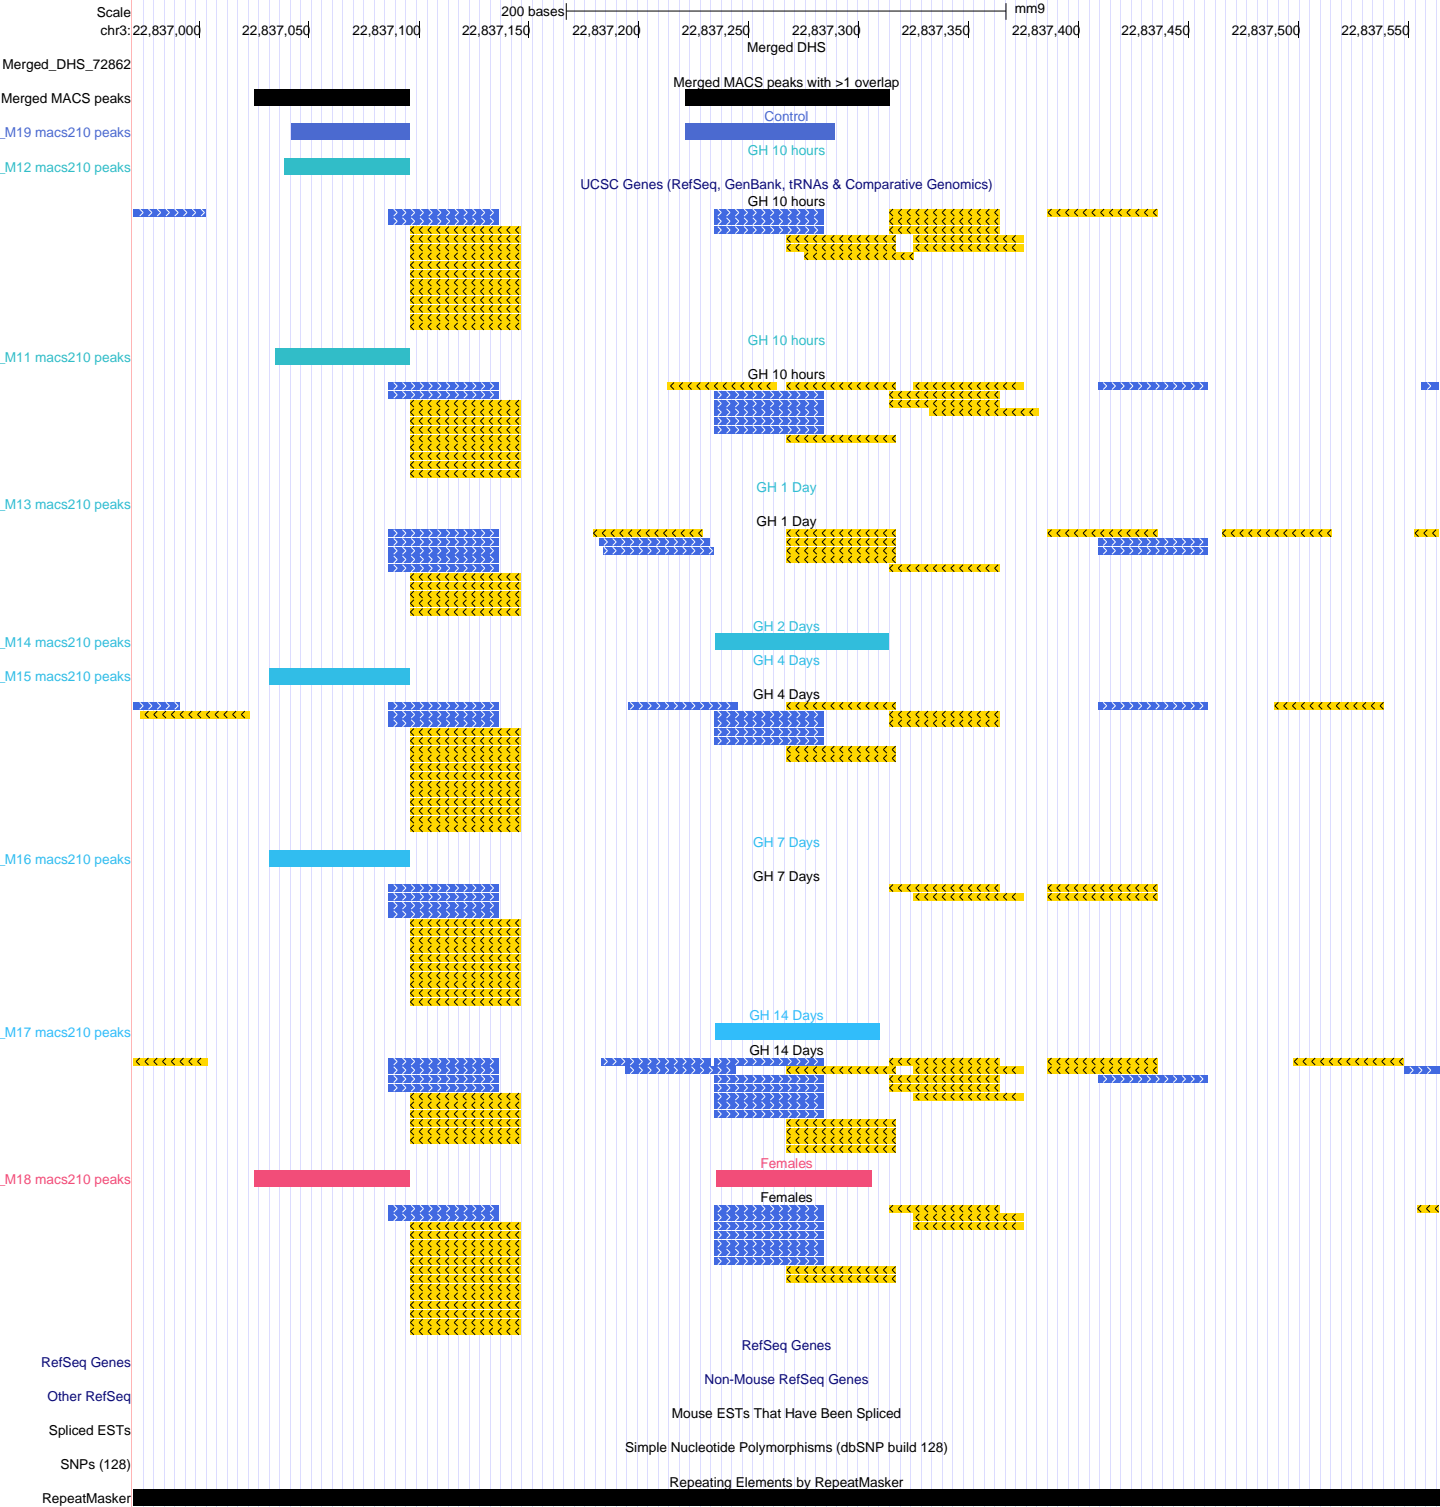 Scale 200 bases mm9
chr3: 22,837,000 22,837,050 22,837,100 22,837,150 22,837,200 22,837,250 22,837,300 22,837,350 22,837,400 22,837,450 22,837,500 22,837,550
Merged DHS
Merged_DHS_72862
Merged MACS peaks with >1 overlap
Merged MACS peaks
Control
_M19 macs210 peaks
GH 10 hours
_M12 macs210 peaks
UCSC Genes (RefSeq, GenBank, tRNAs & Comparative Genomics)
GH 10 hours
GH 10 hours
_M11 macs210 peaks
GH 10 hours
GH 1 Day
_M13 macs210 peaks
GH 1 Day
GH 2 Days
_M14 macs210 peaks
GH 4 Days
_M15 macs210 peaks
GH 4 Days
GH 7 Days
_M16 macs210 peaks
GH 7 Days
GH 14 Days
_M17 macs210 peaks
GH 14 Days
Females
_M18 macs210 peaks
Females
RefSeq Genes
RefSeq Genes
Non-Mouse RefSeq Genes
Other RefSeq
Mouse ESTs That Have Been Spliced
Spliced ESTs
Simple Nucleotide Polymorphisms (dbSNP build 128)
SNPs (128)
Repeating Elements by RepeatMasker
RepeatMasker